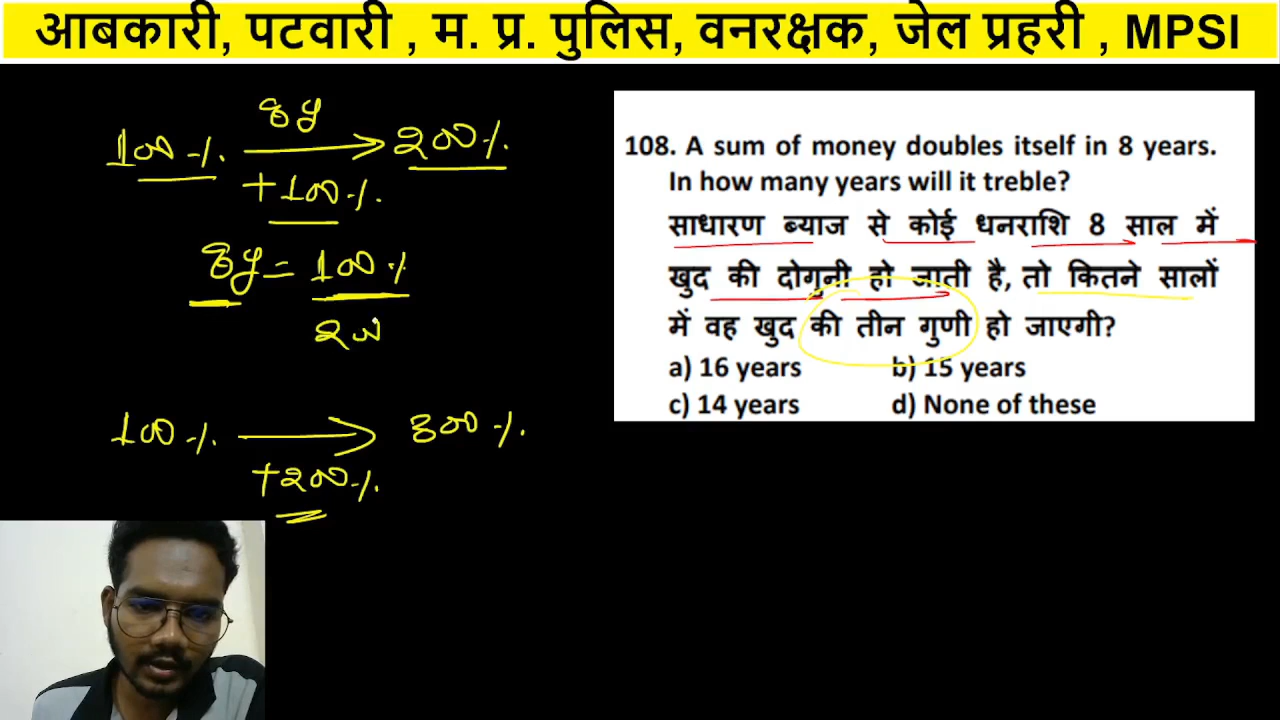 आबकारी, पटवारी , म. प्र. पुलिस, वनरक्षक, जेल प्रहरी , MPSI
8y
100% → 200%
+100%
8y = 100%
200
100% → 300%
+200%
108. A sum of money doubles itself in 8 years.
In how many years will it treble?
साधारण ब्याज से कोई धनराशि 8 साल में
खुद की दोगुनी हो जाती है, तो कितने सालों
में वह खुद की तीन गुणी हो जाएगी?
a) 16 years b) 15 years
c) 14 years d) None of these